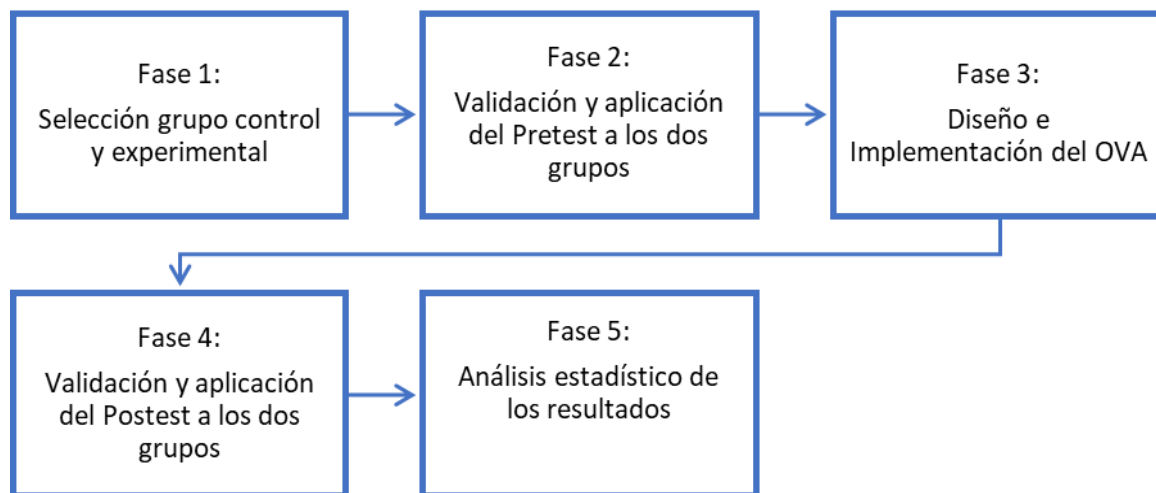 Fase 1:
Selección grupo control
y experimental
Fase 2:
Validación y aplicación
del Pretest a los dos
grupos
Fase 3:
Diseño e
Implementación del OVA
Fase 4:
Validación y aplicación
del Postest a los dos
grupos
Fase 5:
Análisis estadístico de
los resultados